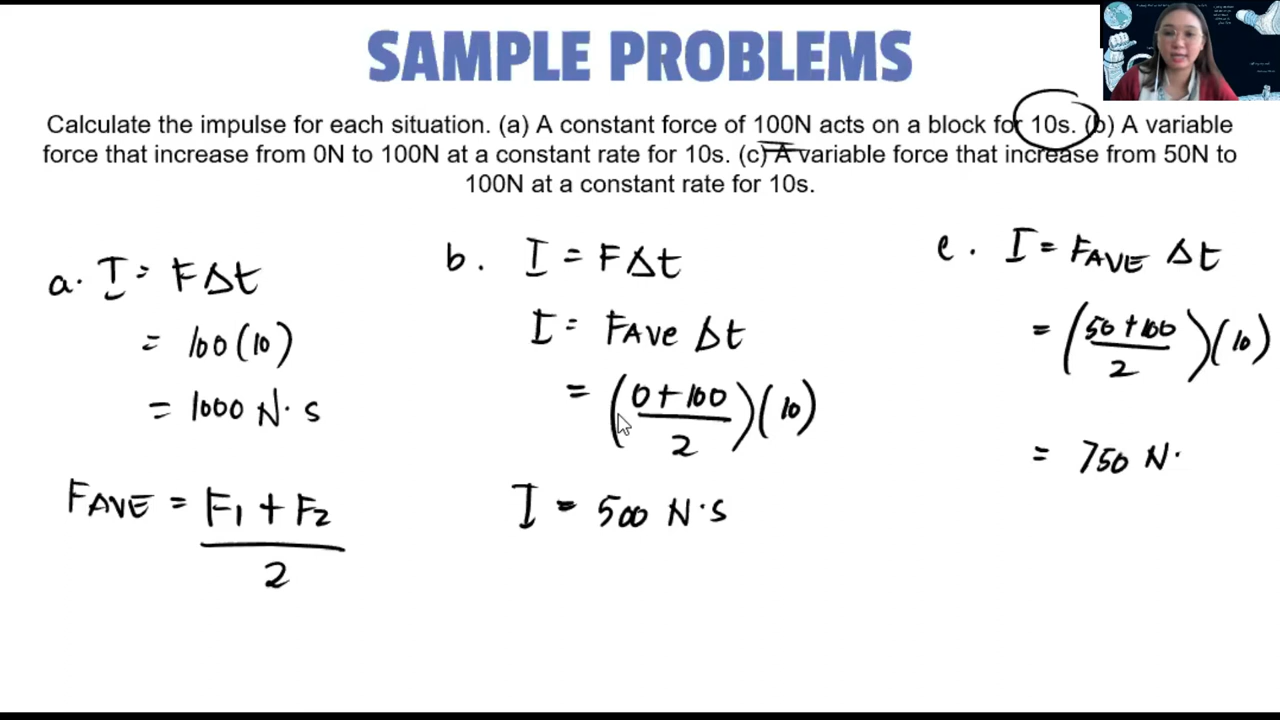 SAMPLE PROBLEMS
Calculate the impulse for each situation. (a) A constant force of 100N acts on a block for 10s. (b) A variable
force that increase from 0N to 100N at a constant rate for 10s. (c) A variable force that increase from 50N to
100N at a constant rate for 10s.
a. I = FΔt
= 100(10)
= 1000 N·s
FAVE = F1 + F2
2
b. I = FΔt
I = FAve Δt
= (0+100
2)(10)
I = 500 N·s
c. I = FAVE Δt
= (50+100
2)(10)
= 750 N·